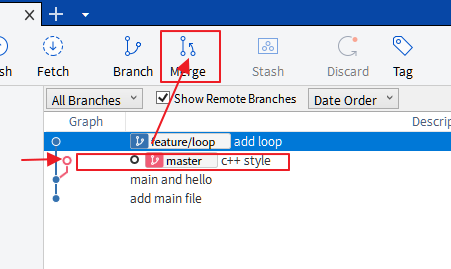 sh Fetch Branch Merge Stash Discard Tag
All Branches Show Remote Branches Date Order
Graph Descrip
feature/loop add loop
master c++ style
main and hello
add main file